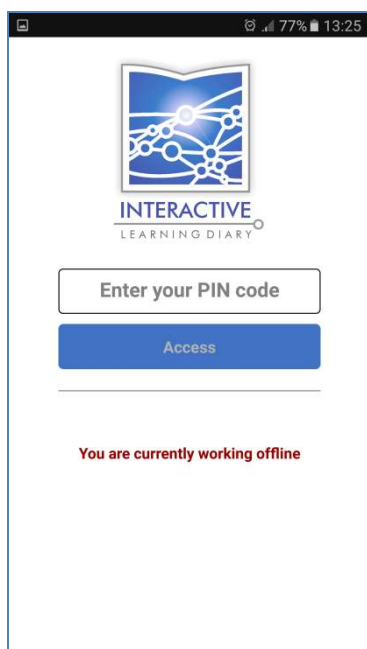 77% 13:25
INTERACTIVE
LEARNING DIARY
Enter your PIN code
Access
You are currently working offline